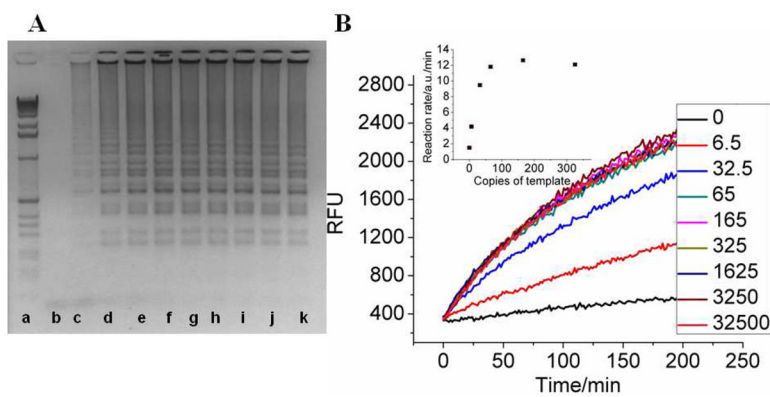 A
a b c d e f g h i j k
B
RFU
2800
2400
2000
1600
1200
800
400
0 50 100 150 200 250
Time/min
Reaction rate/a.u./min
14
12
10
8
6
4
2
0
0 100 200 300
Copies of template
0
6.5
32.5
65
165
325
1625
3250
32500